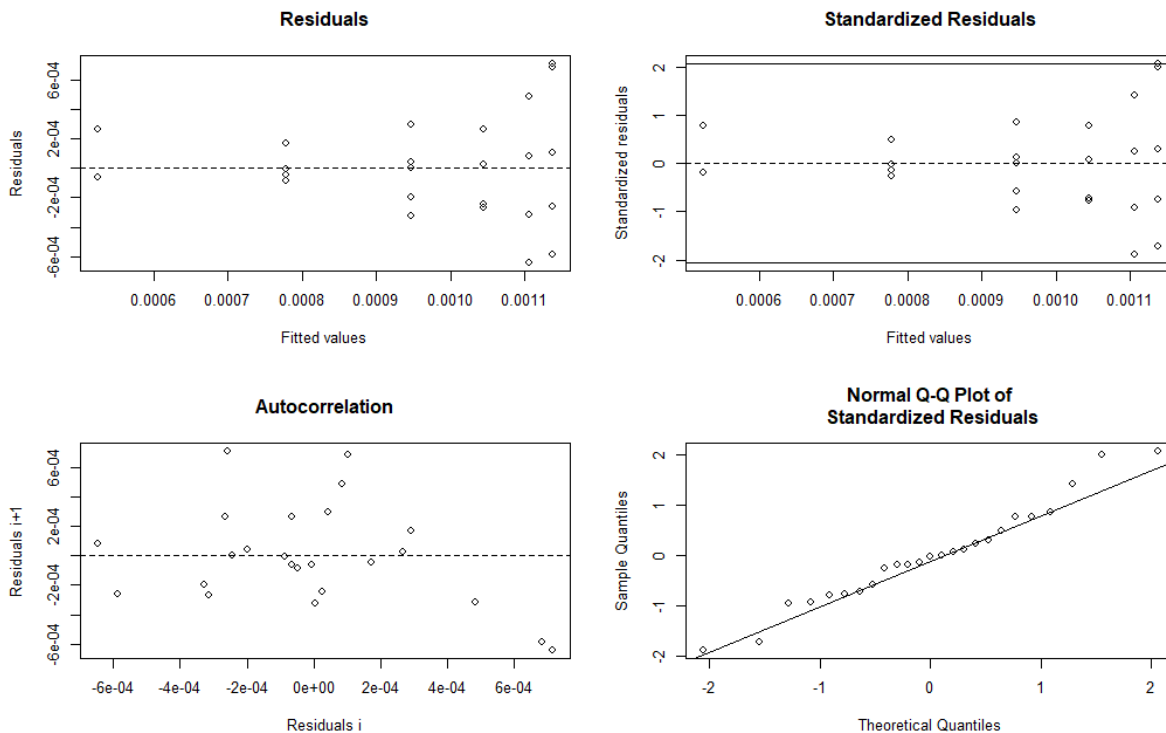 Residuals
Residuals
6e-04
2e-04
-2e-04
-6e-04
0.0006 0.0007 0.0008 0.0009 0.0010 0.0011
Fitted values
Standardized Residuals
Standardized residuals
2
1
0
-1
-2
0.0006 0.0007 0.0008 0.0009 0.0010 0.0011
Fitted values
Autocorrelation
Residuals i+1
6e-04
2e-04
-2e-04
-6e-04
-6e-04 -4e-04 -2e-04 0e+00 2e-04 4e-04 6e-04
Residuals i
Normal Q-Q Plot of
Standardized Residuals
Sample Quantiles
2
1
0
-1
-2
-2 -1 0 1 2
Theoretical Quantiles